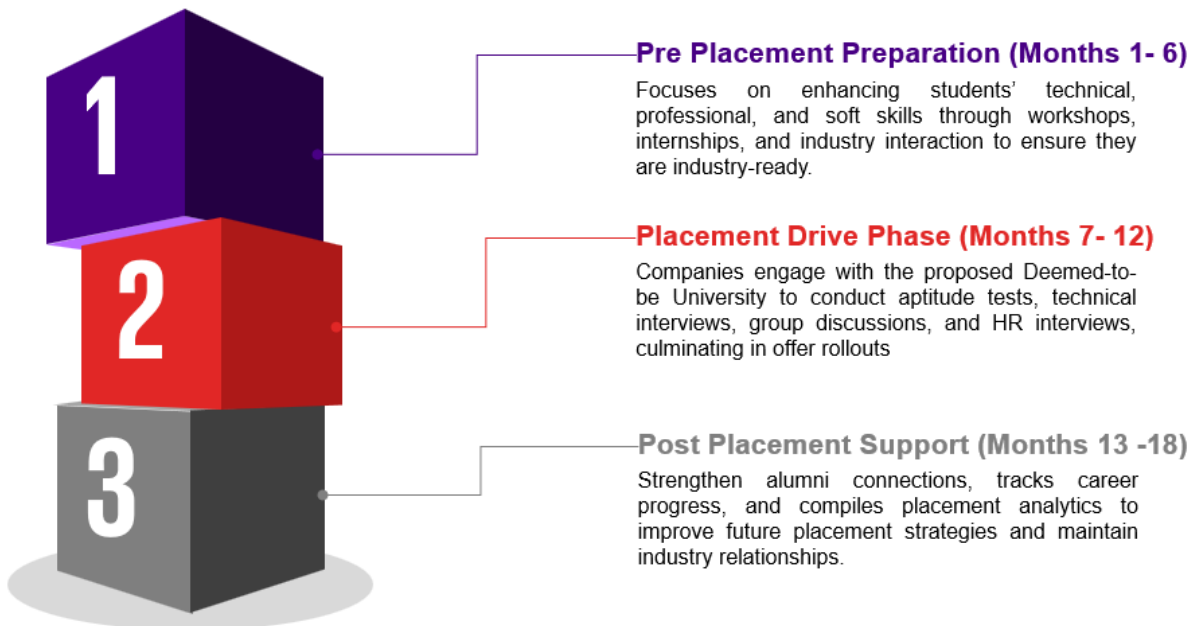 1
Pre Placement Preparation (Months 1- 6)
Focuses on enhancing students’ technical,
professional, and soft skills through workshops,
internships, and industry interaction to ensure they
are industry-ready.
2
Placement Drive Phase (Months 7- 12)
Companies engage with the proposed Deemed-to-
be University to conduct aptitude tests, technical
interviews, group discussions, and HR interviews,
culminating in offer rollouts
3
Post Placement Support (Months 13 -18)
Strengthen alumni connections, tracks career
progress, and compiles placement analytics to
improve future placement strategies and maintain
industry relationships.